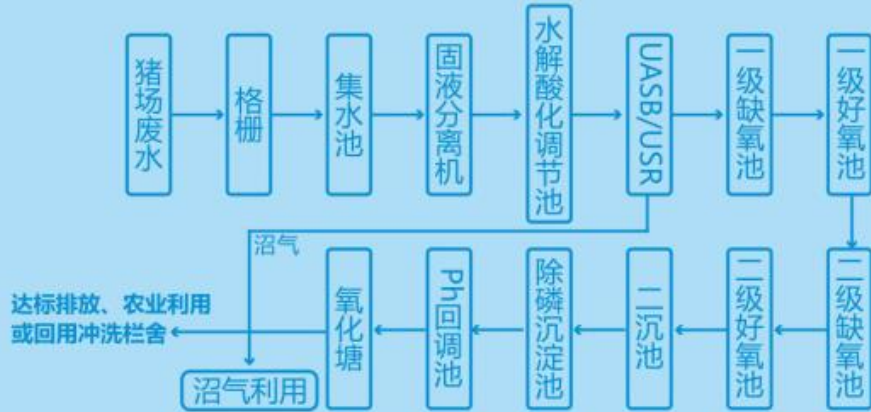 猪场废水
格栅
集水池
固液分离机
水解酸化调节池
UASB/USR
一级缺氧池
一级好氧池
沼气
达标排放、农业利用
或回用冲洗栏舍
沼气利用
氧化塘
Ph回调池
除磷沉淀池
二沉池
二级好氧池
二级缺氧池